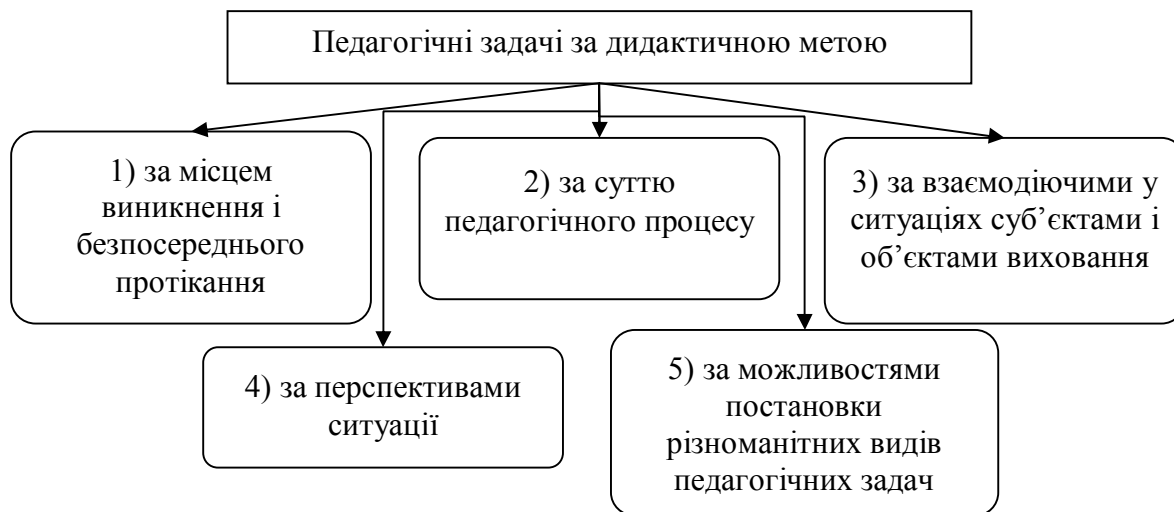 Педагогічні задачі за дидактичною метою
1) за місцем
виникнення і
безпосереднього
протікання
2) за суттю
педагогічного процесу
3) за взаємодіючими у
ситуаціях суб’єктами і
об’єктами виховання
4) за перспективами
ситуації
5) за можливостями
постановки
різноманітних видів
педагогічних задач